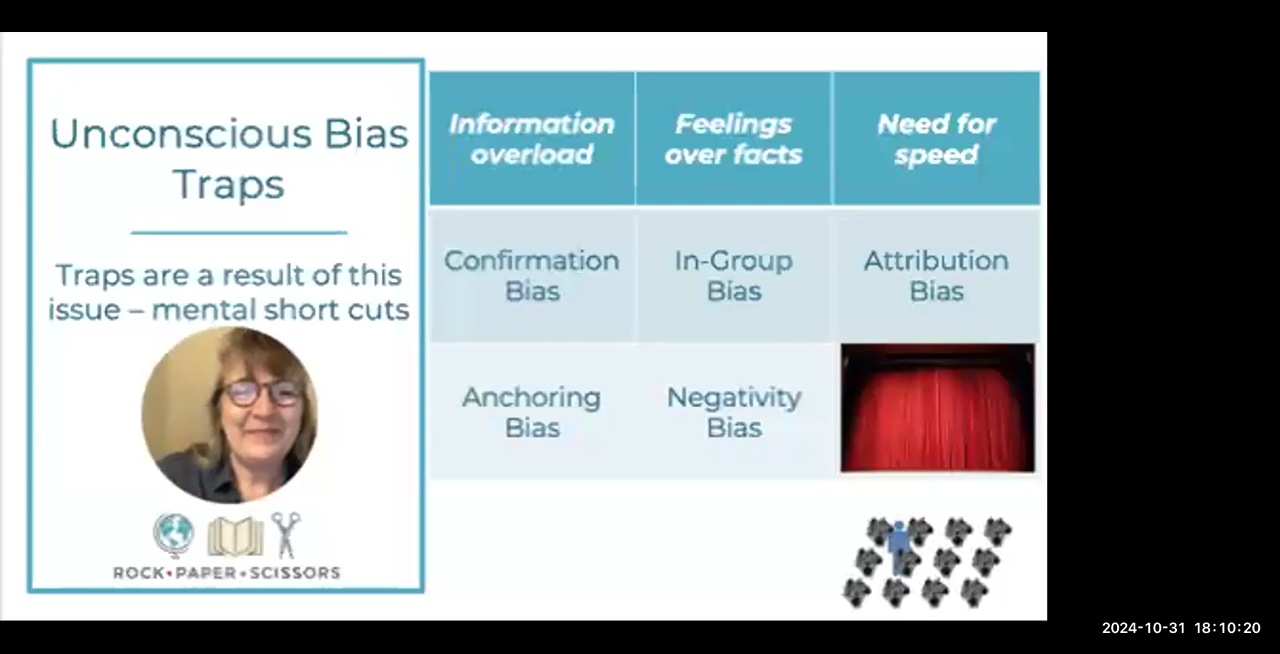 Unconscious Bias
Traps
Traps are a result of this
issue – mental short cuts
ROCK•PAPER•SCISSORS
Information
overload
Feelings
over facts
Need for
speed
Confirmation
Bias
In-Group
Bias
Attribution
Bias
Anchoring
Bias
Negativity
Bias
2024-10-31 18:10:20